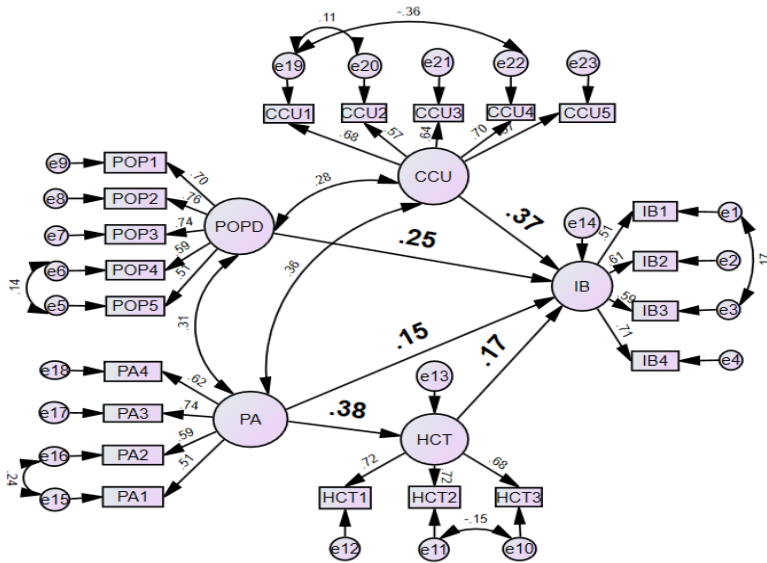 .11
-.36
e19
e20
e21
e22
e23
CCU1
CCU2
CCU3
CCU4
CCU5
.68
.57
.64
.70
CCU
e9
POP1
.70
e8
POP2
.76
e7
POP3
.74
e6
POP4
.59
e5
POP5
.51
.14
POPD
.28
.36
.31
.25
.37
e14
IB
.51
IB1
e1
.61
IB2
e2
.59
IB3
e3
.71
IB4
e4
.15
.17
e18
PA4
.62
e17
PA3
.74
e16
PA2
.59
e15
PA1
.51
.24
PA
.38
e13
HCT
.72
.72
.68
HCT1
HCT2
HCT3
-.15
e12
e11
e10